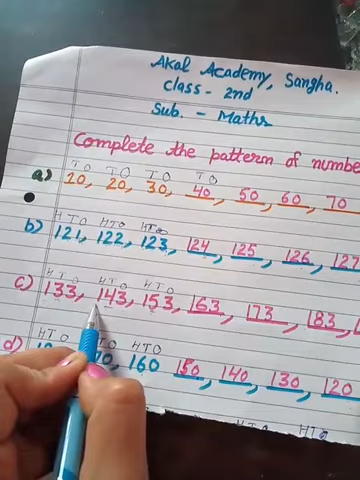 Akal Academy, Sangha.
Class - 2nd
Sub. - Maths
Complete the pattern of
T O T O T O T O
a) 10, 20, 30, 40, 50, 60, 70
H T O H T O H T O
b) 121, 122, 123, 124, 125, 126, 127
H T O H T O H T O
c) 133, 143, 153, 163, 173, 183,
H T O T O H T O
d) 160 150, 140, 130, 120
H T O H T O